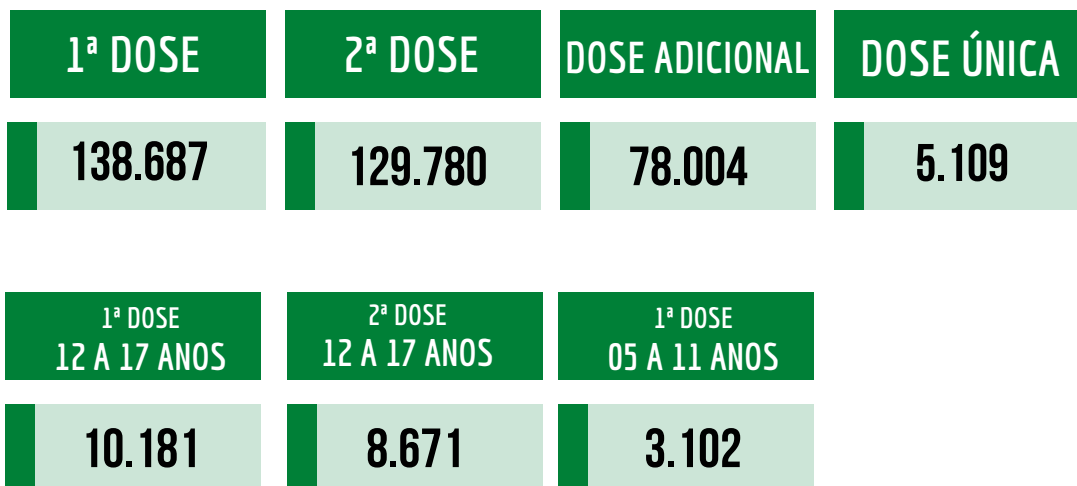 1ª DOSE
2ª DOSE
DOSE ADICIONAL
DOSE ÚNICA
138.687
129.780
78.004
5.109
1ª DOSE
12 A 17 ANOS
2ª DOSE
12 A 17 ANOS
1ª DOSE
05 A 11 ANOS
10.181
8.671
3.102